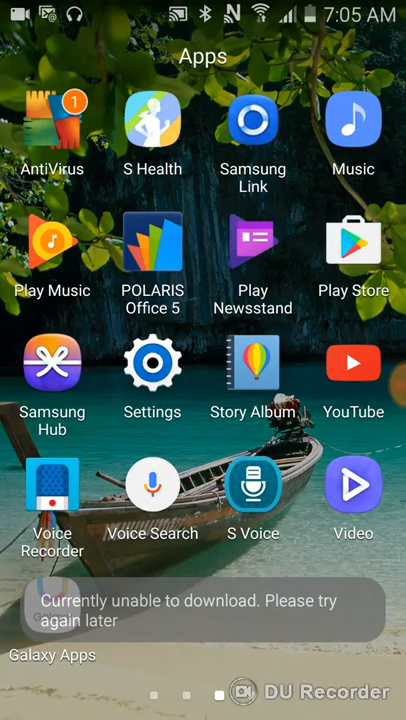 7:05 AM
Apps
1
AntiVirus
S Health
Samsung
Link
Music
Play Music
POLARIS
Office 5
Play
Newsstand
Play Store
Samsung
Hub
Settings
Story Album
YouTube
Voice
Recorder
Voice Search
S Voice
Video
Currently unable to download. Please try
again later
Galaxy Apps
DU Recorder